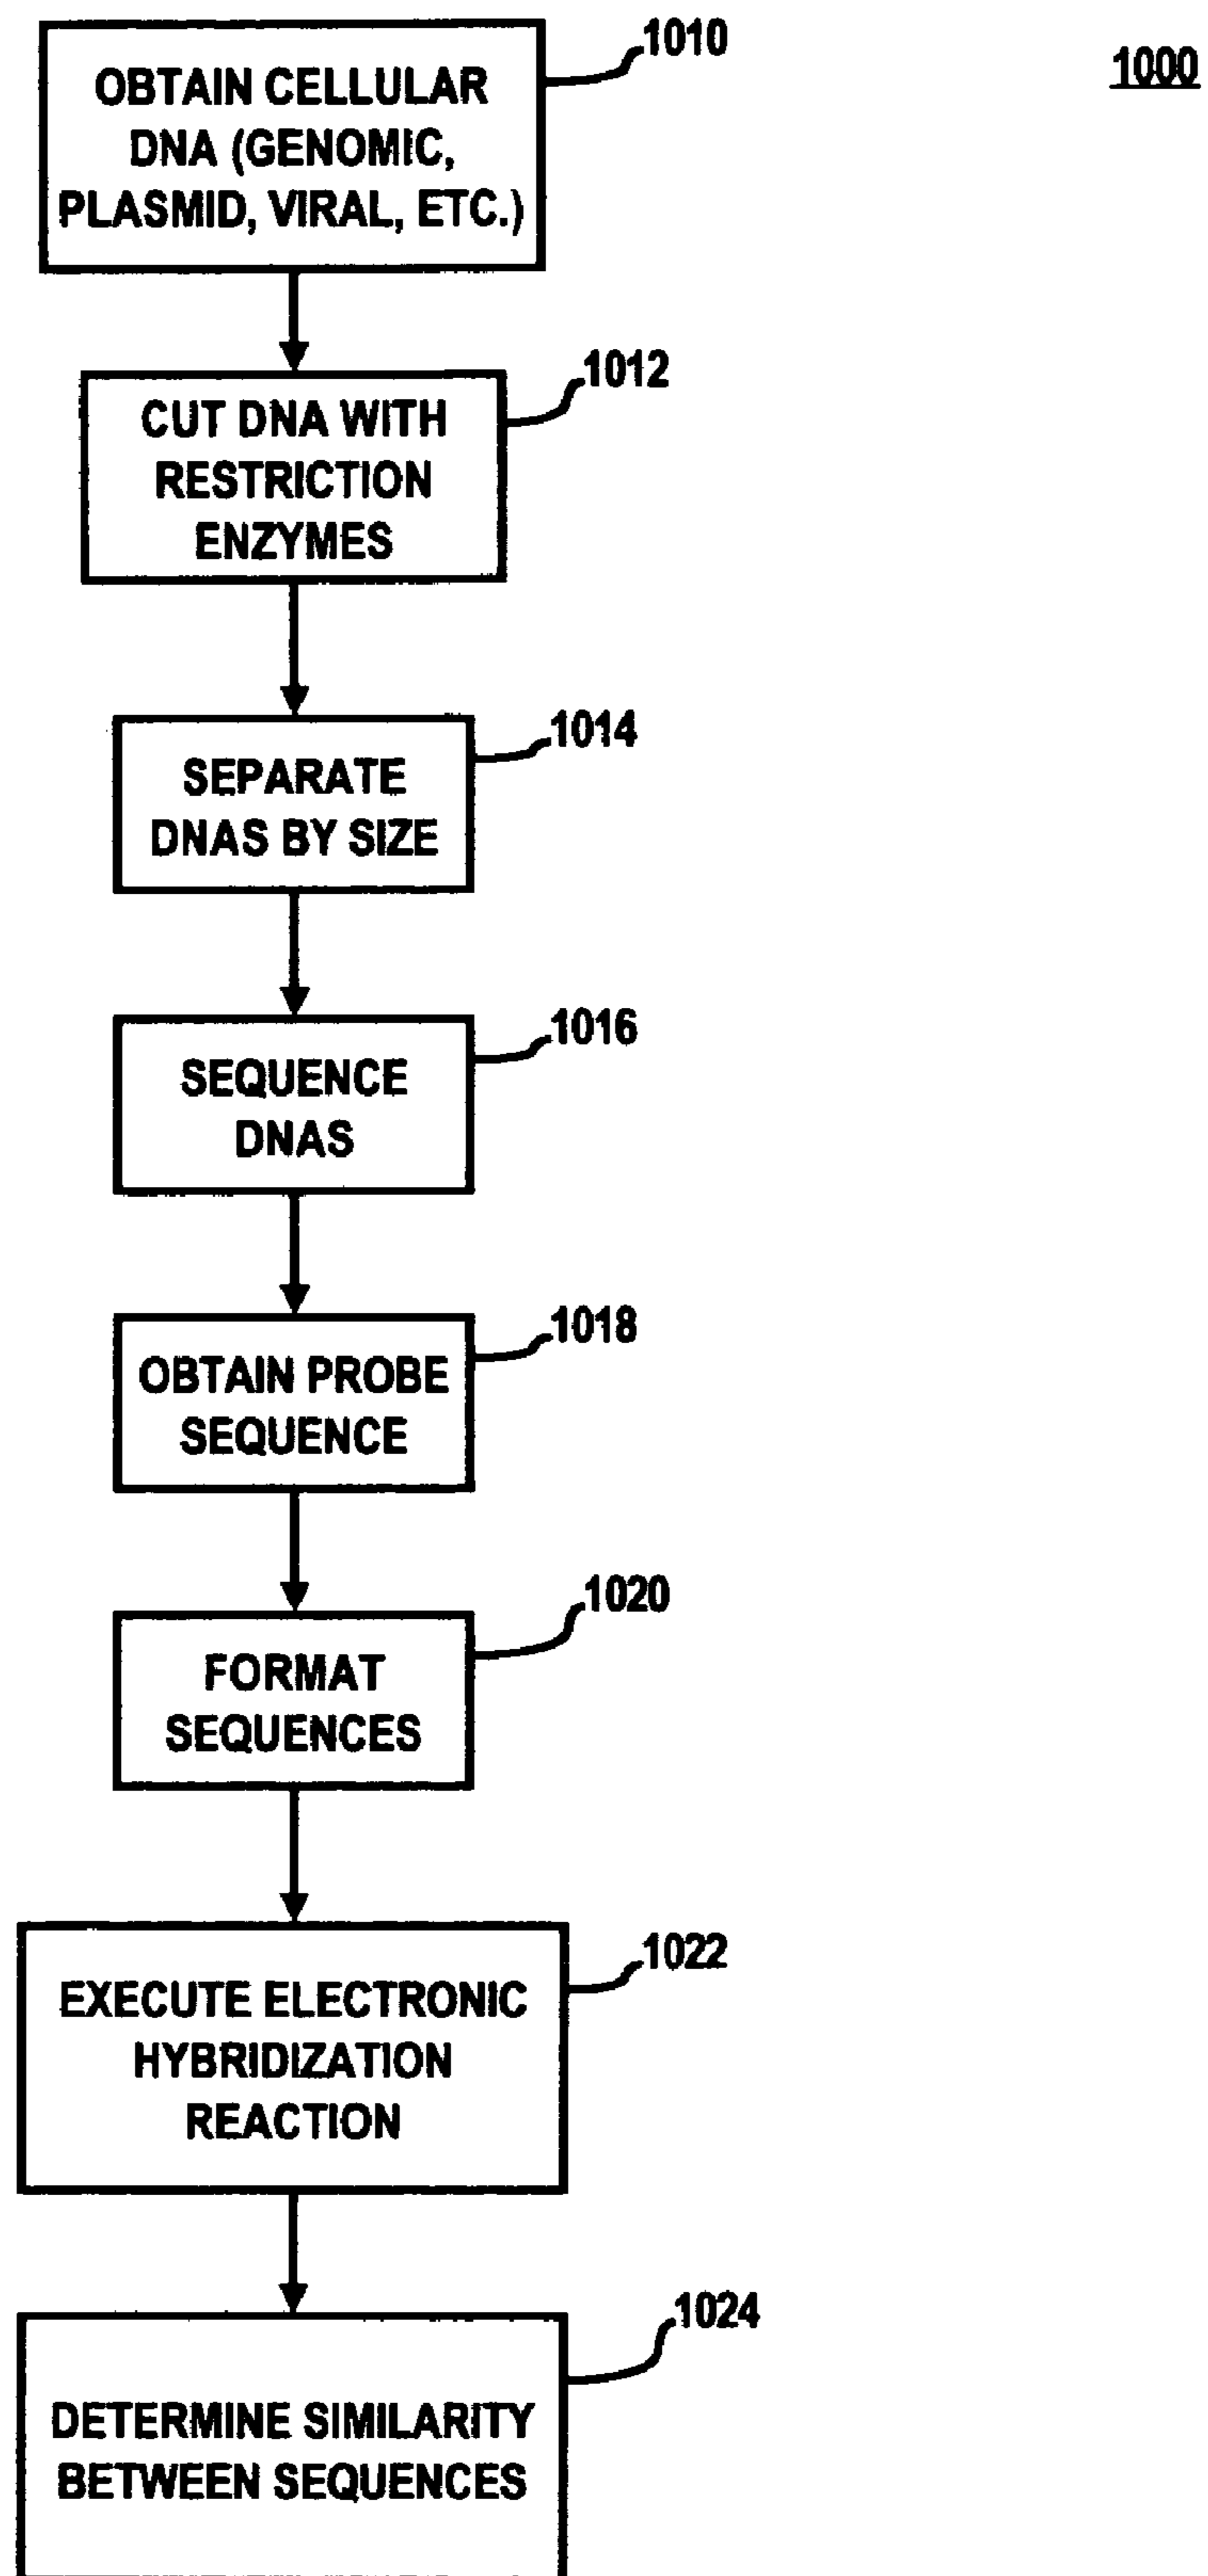 1000
1010
OBTAIN CELLULAR
DNA (GENOMIC,
PLASMID, VIRAL, ETC.)
1012
CUT DNA WITH
RESTRICTION
ENZYMES
1014
SEPARATE
DNAS BY SIZE
1016
SEQUENCE
DNAS
1018
OBTAIN PROBE
SEQUENCE
1020
FORMAT
SEQUENCES
1022
EXECUTE ELECTRONIC
HYBRIDIZATION
REACTION
1024
DETERMINE SIMILARITY
BETWEEN SEQUENCES